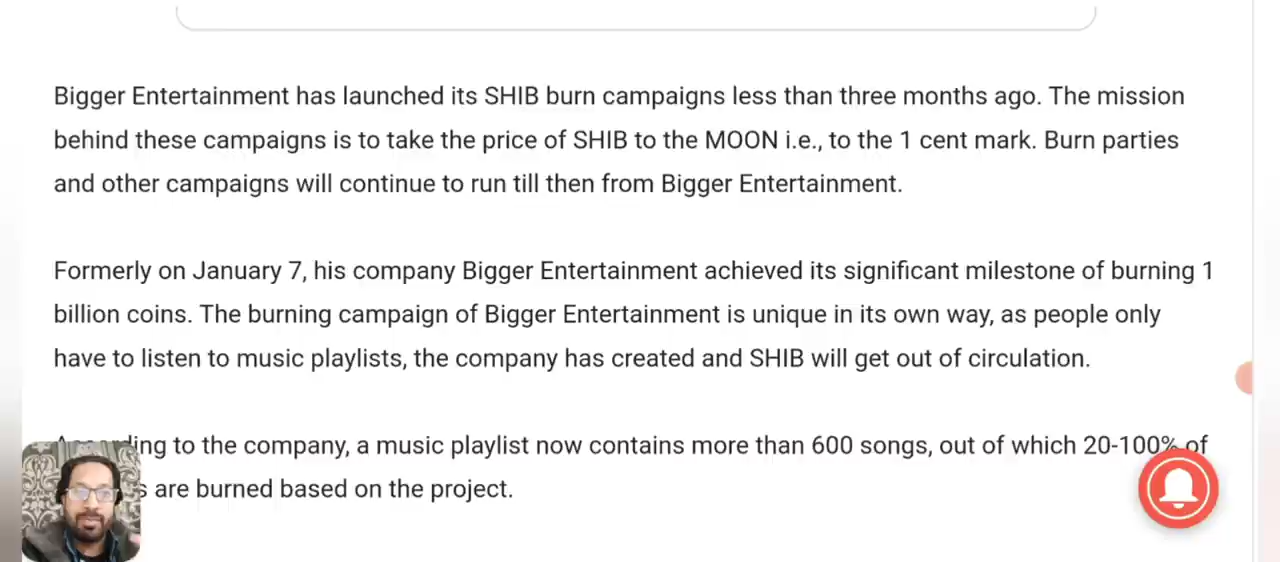 Bigger Entertainment has launched its SHIB burn campaigns less than three months ago. The mission
behind these campaigns is to take the price of SHIB to the MOON i.e., to the 1 cent mark. Burn parties
and other campaigns will continue to run till then from Bigger Entertainment.
Formerly on January 7, his company Bigger Entertainment achieved its significant milestone of burning 1
billion coins. The burning campaign of Bigger Entertainment is unique in its own way, as people only
have to listen to music playlists, the company has created and SHIB will get out of circulation.
According to the company, a music playlist now contains more than 600 songs, out of which 20-100% of
are burned based on the project.